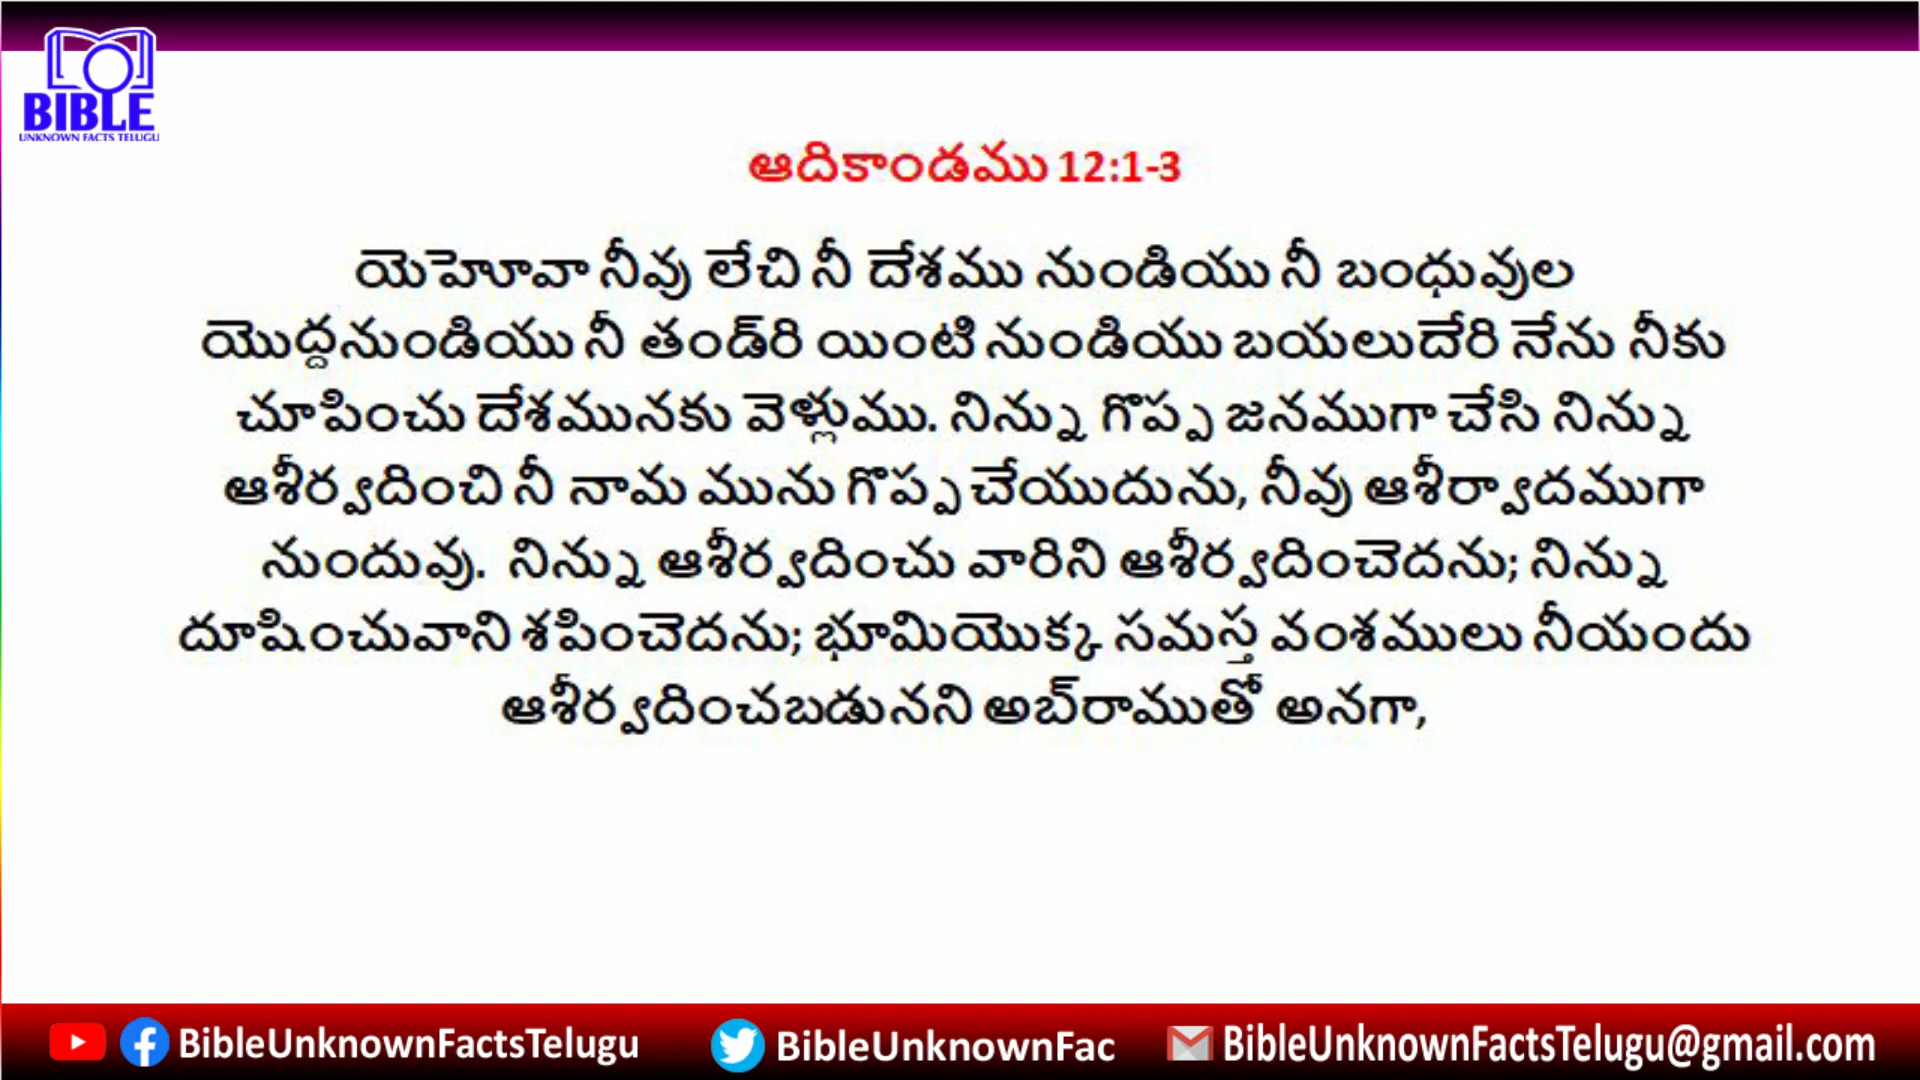 BIBLE
UNKNOWN FACTS TELUGU
ఆదికాండము 12:1-3
యెహోవా నీవు లేచి నీ దేశము నుండియు నీ బంధువుల
యొద్దనుండియు నీ తండ్‌రి యింటి నుండియు బయలుదేరి నేను నీకు
చూపించు దేశమునకు వెళ్లుము. నిన్ను గొప్ప జనముగా చేసి నిన్ను
ఆశీర్వదించి నీ నామ మును గొప్ప చేయుదును, నీవు ఆశీర్వాదముగా
నుందువు. నిన్ను ఆశీర్వదించు వారిని ఆశీర్వదించెదను; నిన్ను
దూషించువాని శపించెదను; భూమియొక్క సమస్త వంశములు నీయందు
ఆశీర్వదించబడునని అబ్‌రాముతో అనగా,
BibleUnknownFactsTelugu BibleUnknownFac BibleUnknownFactsTelugu@gmail.com